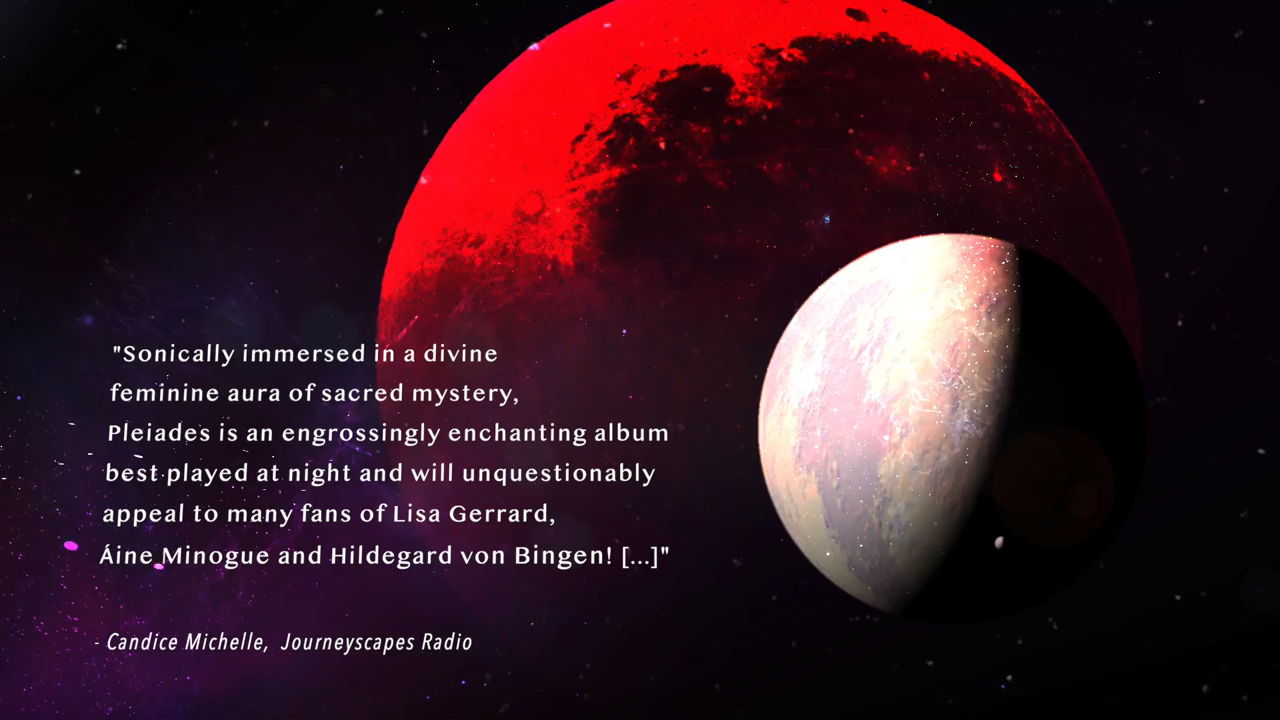 "Sonically immersed in a divine
feminine aura of sacred mystery,
Pleiades is an engrossingly enchanting album
best played at night and will unquestionably
appeal to many fans of Lisa Gerrard,
Áine Minogue and Hildegard von Bingen! [...]"
- Candice Michelle, Journeyscapes Radio